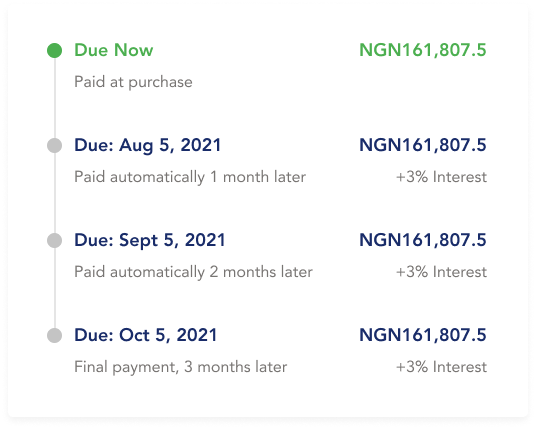 Due Now NGN161,807.5
Paid at purchase
Due: Aug 5, 2021 NGN161,807.5
Paid automatically 1 month later +3% Interest
Due: Sept 5, 2021 NGN161,807.5
Paid automatically 2 months later +3% Interest
Due: Oct 5, 2021 NGN161,807.5
Final payment, 3 months later +3% Interest